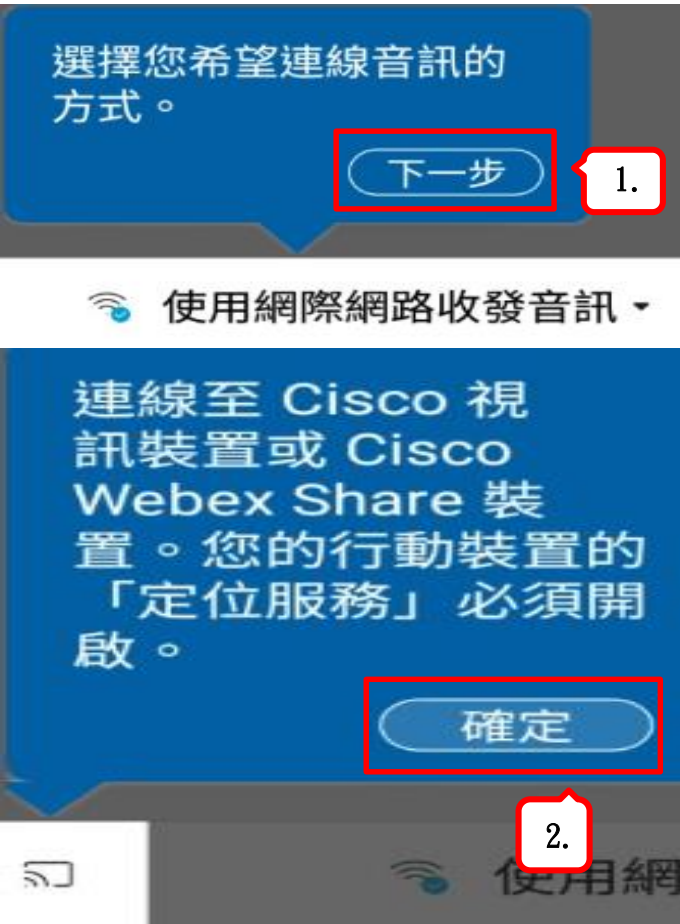 選擇您希望連線音訊的
方式。
下一步
1.
使用網際網路收發音訊
連線至 Cisco 視
訊裝置或 Cisco
Webex Share 裝
置。您的行動裝置的
「定位服務」必須開
啟。
確定
2.
使用網